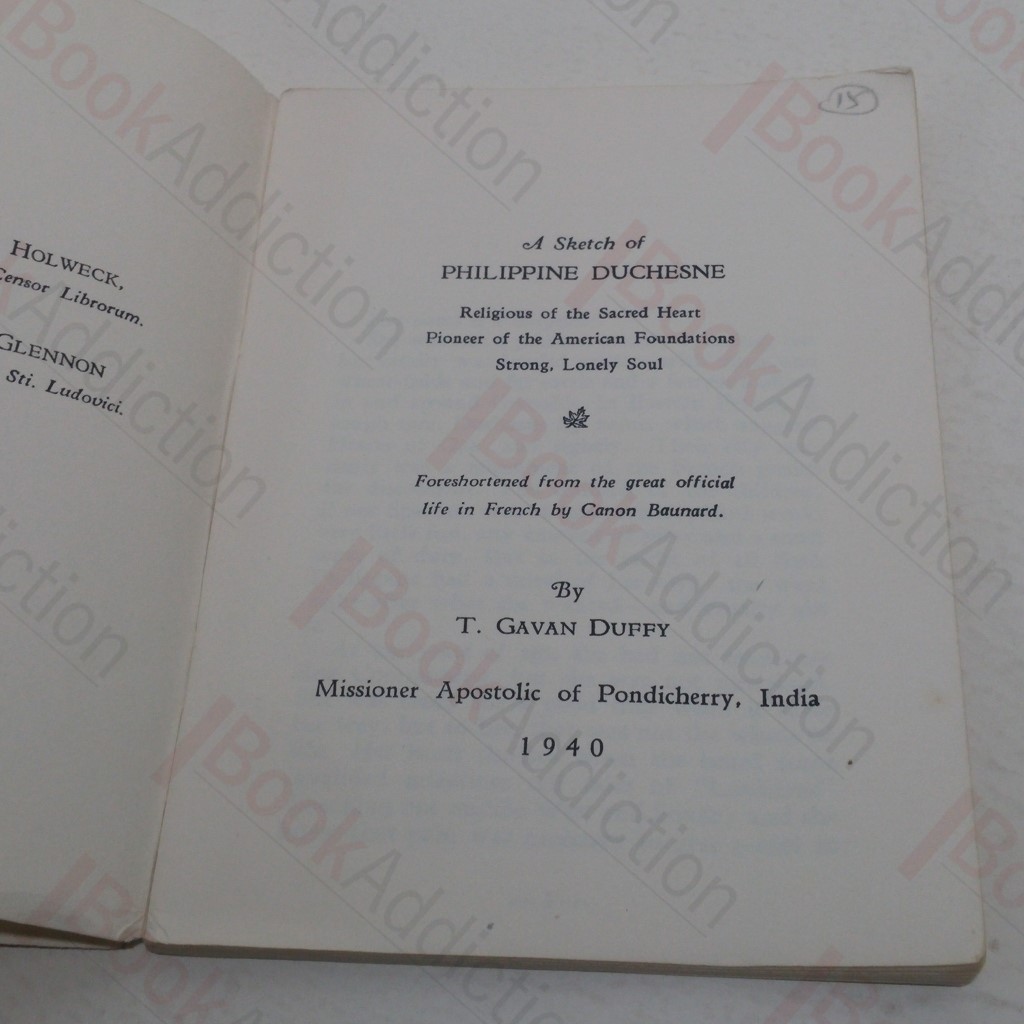 HOLWECK,
Censor Librorum.
GLENNON
Sti. Ludovici.
15
A Sketch of
PHILIPPINE DUCHESNE
Religious of the Sacred Heart
Pioneer of the American Foundations
Strong, Lonely Soul
Foreshortened from the great official
life in French by Canon Baunard.
By
T. GAVAN DUFFY
Missioner Apostolic of Pondicherry, India
1940
BookAddiction